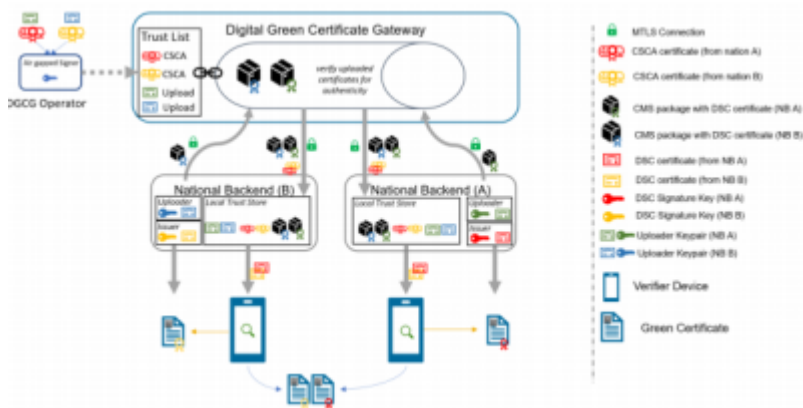 Digital Green Certificate Gateway
Trust List
CSCA
CSCA
Upload
Upload
verify uploaded
certificates for
authenticity
Air gapped Signer
DGCG Operator
National Backend (B)
Uploader
Issuer
Local Trust Store
National Backend (A)
Local Trust Store
Uploader
Issuer
MTLS Connection
CSCA certificate (from nation A)
CSCA certificate (from nation B)
CMS package with DSC certificate (NB A)
CMS package with DSC certificate (NB B)
DSC certificate (from NB A)
DSC certificate (from NB B)
DSC Signature Key (NB A)
DSC Signature Key (NB B)
Uploader Keypair (NB A)
Uploader Keypair (NB B)
Verifier Device
Green Certificate